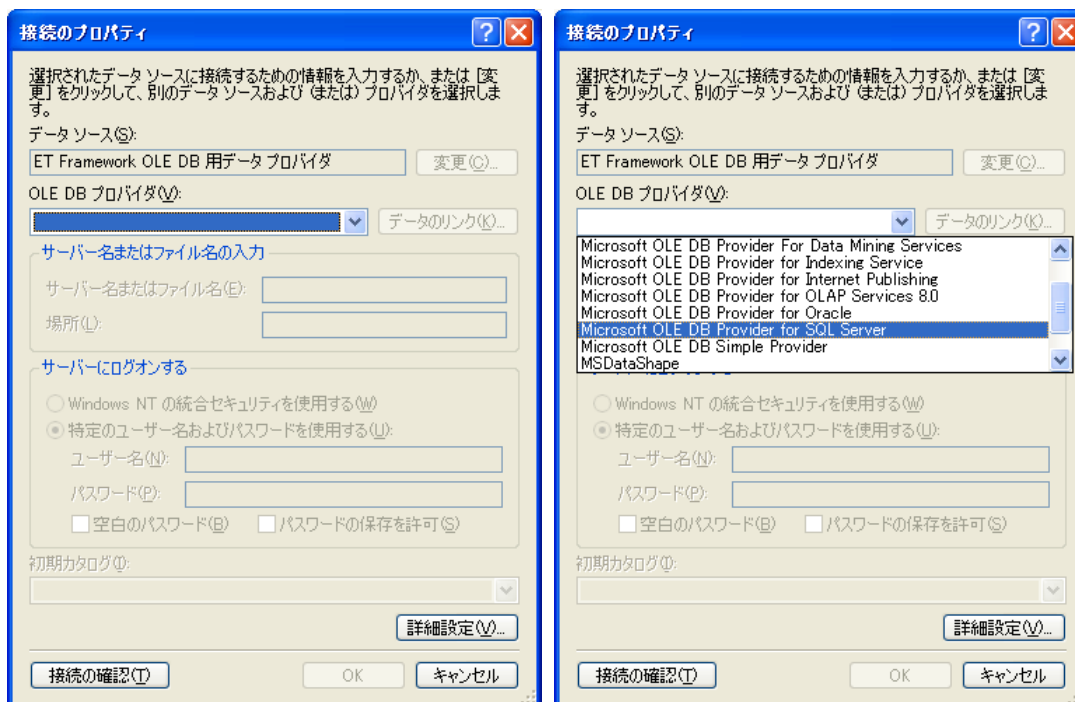 接続のプロパティ
選択されたデータ ソースに接続するための情報を入力するか、または [変
更] をクリックして、別のデータ ソースおよび (または) プロバイダを選択しま
す。
データ ソース(S):
ET Framework OLE DB 用データ プロバイダ
変更(C)...
OLE DB プロバイダ(V):
データのリンク(K)...
サーバー名またはファイル名の入力
サーバー名またはファイル名(E):
場所(L):
サーバーにログオンする
Windows NT の統合セキュリティを使用する(W)
特定のユーザー名およびパスワードを使用する(U):
ユーザー名(N):
パスワード(P):
空白のパスワード(B)
パスワードの保存を許可(S)
初期カタログ(I):
詳細設定(V)...
接続の確認(T)
OK
キャンセル
接続のプロパティ
選択されたデータ ソースに接続するための情報を入力するか、または [変
更] をクリックして、別のデータ ソースおよび (または) プロバイダを選択しま
す。
データ ソース(S):
ET Framework OLE DB 用データ プロバイダ
変更(C)...
OLE DB プロバイダ(V):
データのリンク(K)...
Microsoft OLE DB Provider For Data Mining Services
Microsoft OLE DB Provider for Indexing Service
Microsoft OLE DB Provider for Internet Publishing
Microsoft OLE DB Provider for OLAP Services 8.0
Microsoft OLE DB Provider for Oracle
Microsoft OLE DB Provider for SQL Server
Microsoft OLE DB Simple Provider
MSDataShape
Windows NT の統合セキュリティを使用する(W)
特定のユーザー名およびパスワードを使用する(U):
ユーザー名(N):
パスワード(P):
空白のパスワード(B)
パスワードの保存を許可(S)
初期カタログ(I):
詳細設定(V)...
接続の確認(T)
OK
キャンセル